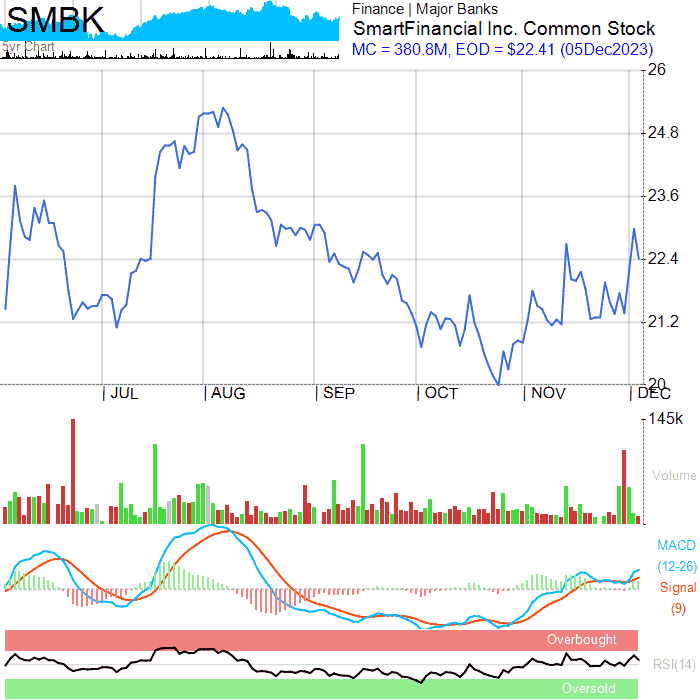 SMBK
5yr Chart
Finance | Major Banks
SmartFinancial Inc. Common Stock
MC = 380.8M, EOD = $22.41 (05Dec2023)
26
24.8
23.6
22.4
21.2
20
JUL AUG SEP OCT NOV DEC
145k
Volume
MACD
(12-26)
Signal
(9)
Overbought
RSI(14)
Oversold